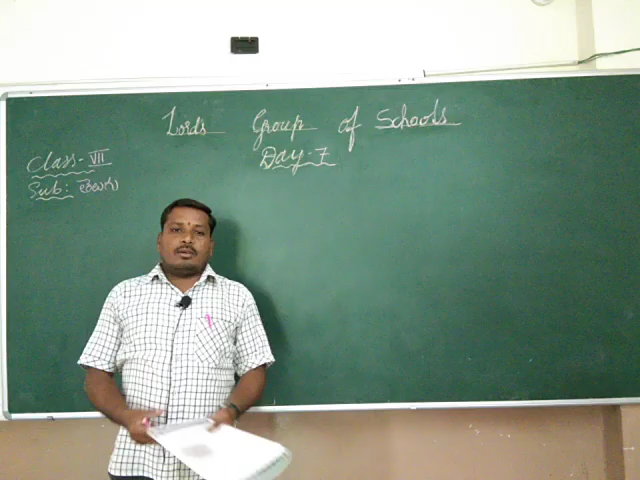 Lords Group of Schools
Day-7
Class-VII
Sub: తెలుగు